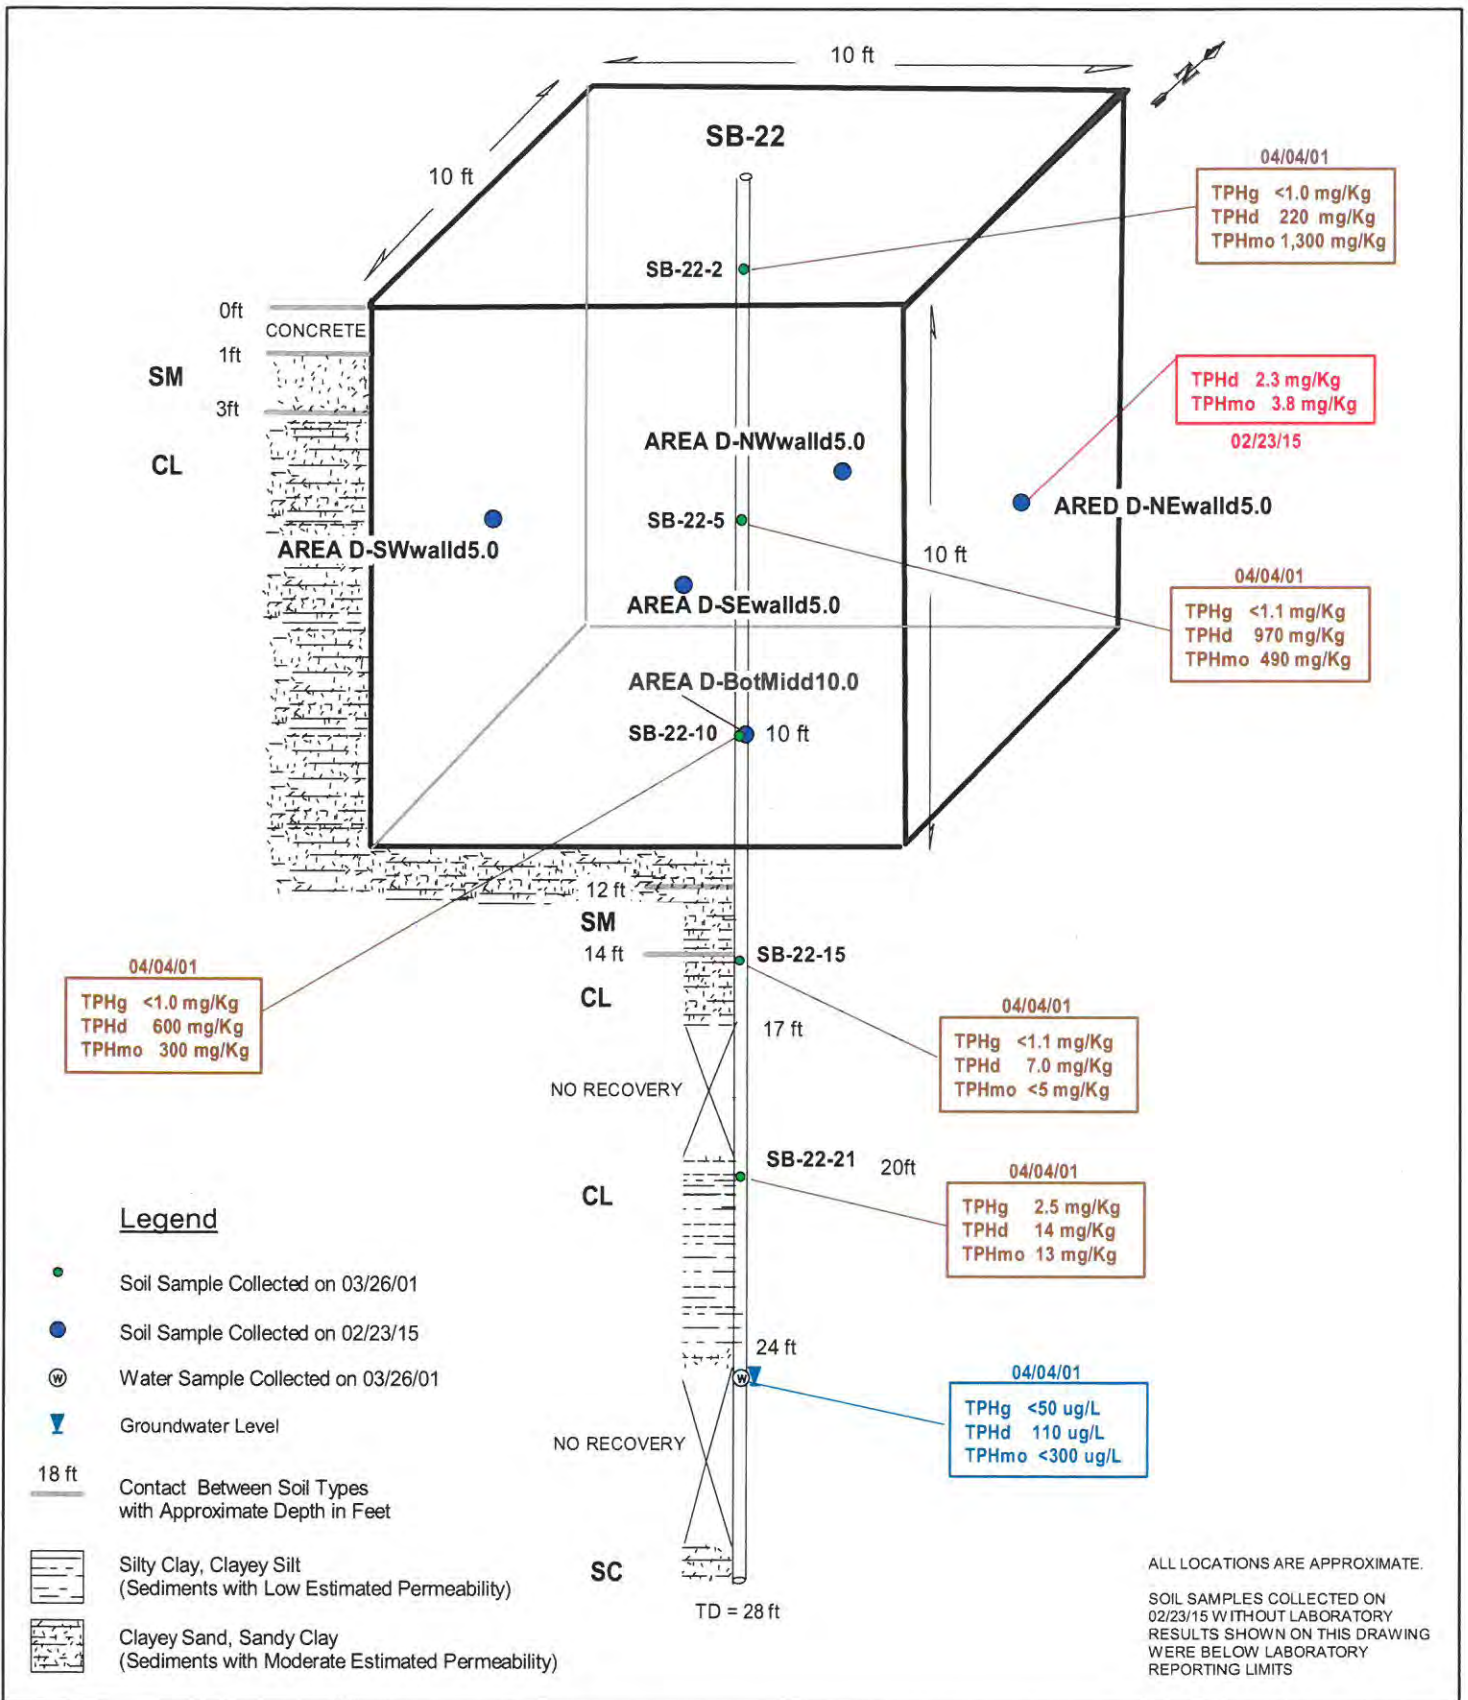 10 ft
N
SB-22
10 ft
04/04/01
TPHg <1.0 mg/Kg
TPHd 220 mg/Kg
TPHmo 1,300 mg/Kg
SB-22-2
0ft
CONCRETE
1ft
SM
3ft
CL
TPHd 2.3 mg/Kg
TPHmo 3.8 mg/Kg
02/23/15
AREA D-NWwalld5.0
ARED D-NEwalld5.0
SB-22-5
AREA D-SWwalld5.0
10 ft
04/04/01
TPHg <1.1 mg/Kg
TPHd 970 mg/Kg
TPHmo 490 mg/Kg
AREA D-SEwalld5.0
AREA D-BotMidd10.0
SB-22-10
10 ft
12 ft
SM
14 ft
SB-22-15
CL
04/04/01
TPHg <1.0 mg/Kg
TPHd 600 mg/Kg
TPHmo 300 mg/Kg
17 ft
04/04/01
TPHg <1.1 mg/Kg
TPHd 7.0 mg/Kg
TPHmo <5 mg/Kg
NO RECOVERY
SB-22-21
20ft
CL
04/04/01
TPHg 2.5 mg/Kg
TPHd 14 mg/Kg
TPHmo 13 mg/Kg
24 ft
W
04/04/01
TPHg <50 ug/L
TPHd 110 ug/L
TPHmo <300 ug/L
NO RECOVERY
SC
TD = 28 ft
Legend
Soil Sample Collected on 03/26/01
Soil Sample Collected on 02/23/15
W Water Sample Collected on 03/26/01
Groundwater Level
18 ft
Contact Between Soil Types
with Approximate Depth in Feet
Silty Clay, Clayey Silt
(Sediments with Low Estimated Permeability)
Clayey Sand, Sandy Clay
(Sediments with Moderate Estimated Permeability)
ALL LOCATIONS ARE APPROXIMATE.
SOIL SAMPLES COLLECTED ON
02/23/15 WITHOUT LABORATORY
RESULTS SHOWN ON THIS DRAWING
WERE BELOW LABORATORY
REPORTING LIMITS